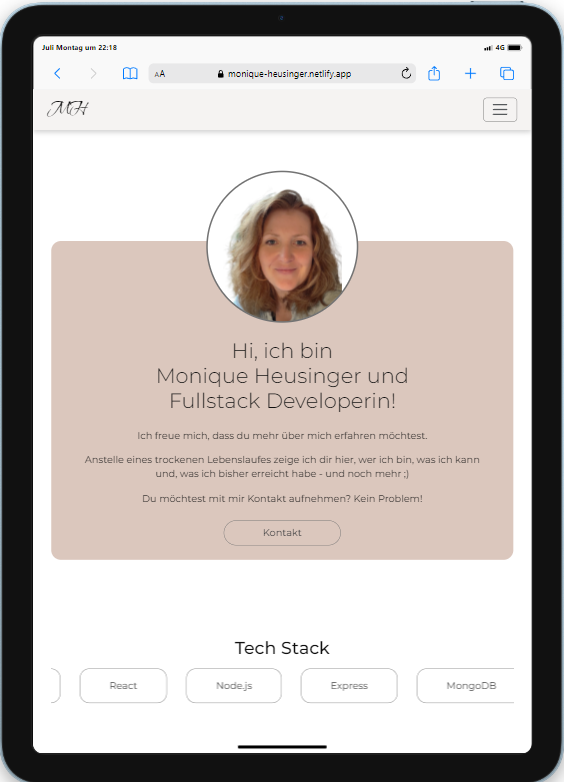 Juli Montag um 22:18
4G
AA
monique-heusinger.netlify.app
MH
Hi, ich bin
Monique Heusinger und
Fullstack Developerin!
Ich freue mich, dass du mehr über mich erfahren möchtest.
Anstelle eines trockenen Lebenslaufes zeige ich dir hier, wer ich bin, was ich kann
und, was ich bisher erreicht habe - und noch mehr ;)
Du möchtest mit mir Kontakt aufnehmen? Kein Problem!
Kontakt
Tech Stack
React
Node.js
Express
MongoDB